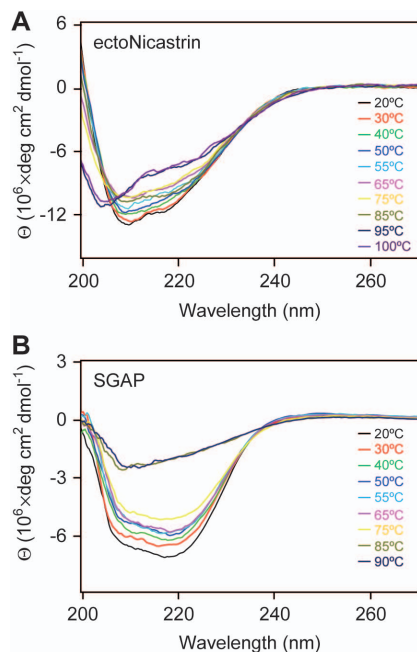 A
ectoNicastrin
6
0
-6
-12
Θ (10⁶×deg cm² dmol⁻¹)
20ºC
30ºC
40ºC
50ºC
55ºC
65ºC
75ºC
85ºC
95ºC
100ºC
200 220 240 260
Wavelength (nm)
B
SGAP
3
0
-3
-6
Θ (10⁶×deg cm² dmol⁻¹)
20ºC
30ºC
40ºC
50ºC
55ºC
65ºC
75ºC
85ºC
90ºC
200 220 240 260
Wavelength (nm)